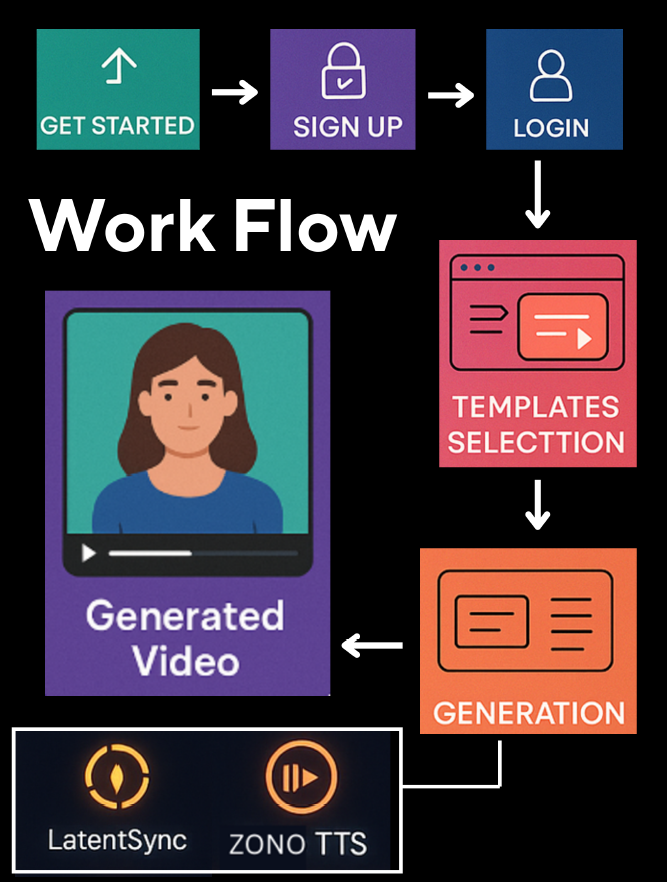 GET STARTED
SIGN UP
LOGIN
Work Flow
TEMPLATES
SELECTTION
GENERATION
Generated
Video
LatentSync
ZONO TTS